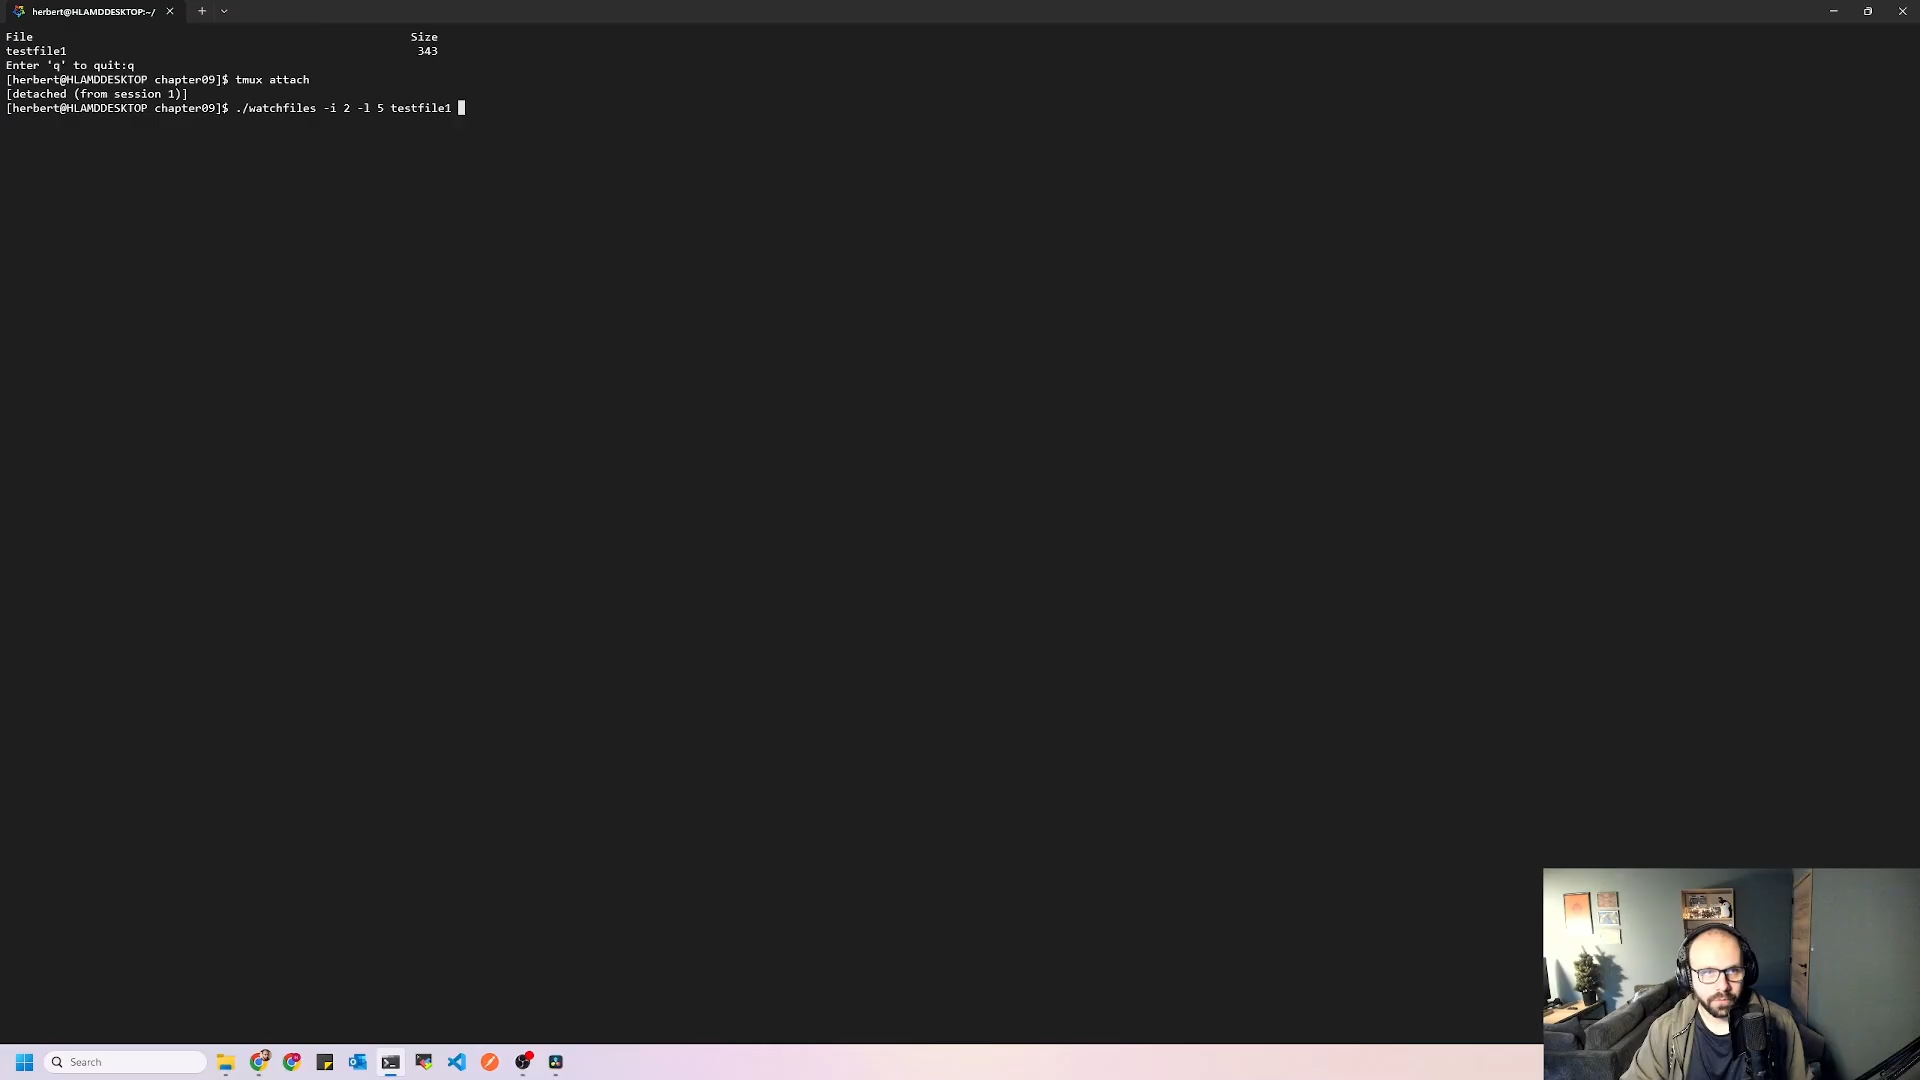 herbert@HLAMDDESKTOP:~/
File Size
testfile1 343
Enter 'q' to quit:q
[herbert@HLAMDDESKTOP chapter09]$ tmux attach
[detached (from session 1)]
[herbert@HLAMDDESKTOP chapter09]$ ./watchfiles -i 2 -l 5 testfile1
Search